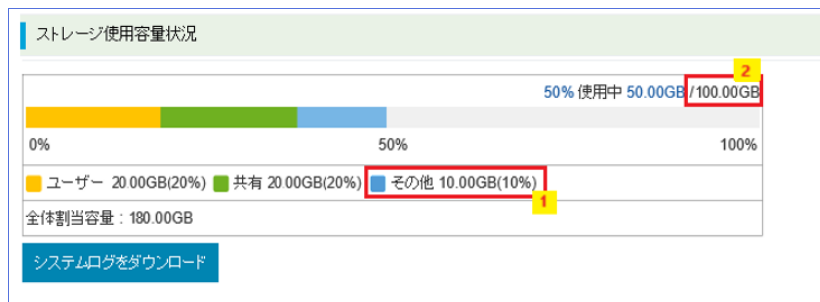 ストレージ使用容量状況
2
50% 使用中 50.00GB /100.00GB
0% 50% 100%
ユーザー 20.00GB(20%) 共有 20.00GB(20%) その他 10.00GB(10%)
1
全体割当容量：180.00GB
システムログをダウンロード